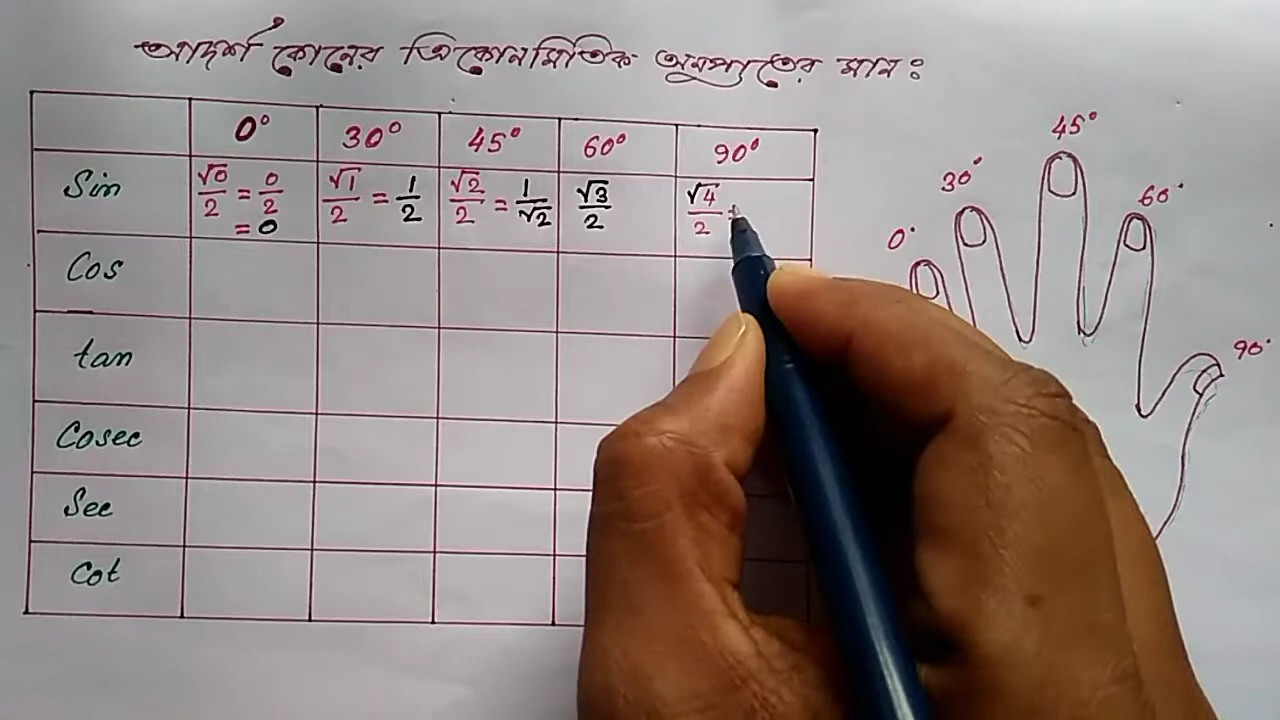 আদর্শ কোনের ত্রিকোনমিতিক অনুপাতের মান:
0° 30° 45° 60° 90°
Sin √0/2 = 0/2 = 0 √1/2 = 1/2 √2/2 = 1/√2 √3/2 √4/2
Cos
tan
Cosec
Sec
Cot
0° 30° 45° 60° 90°